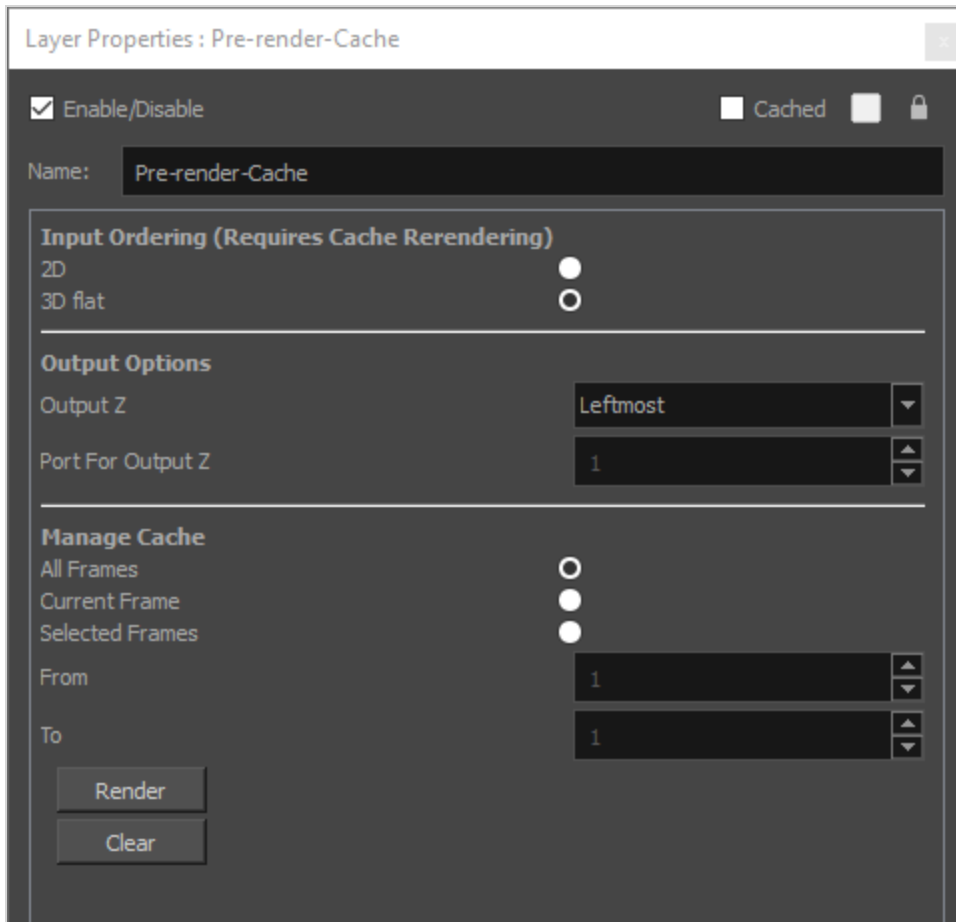 Layer Properties : Pre-render-Cache
Enable/Disable Cached
Name: Pre-render-Cache
Input Ordering (Requires Cache Rerendering)
2D
3D flat
Output Options
Output Z Leftmost
Port For Output Z 1
Manage Cache
All Frames
Current Frame
Selected Frames
From 1
To 1
Render
Clear